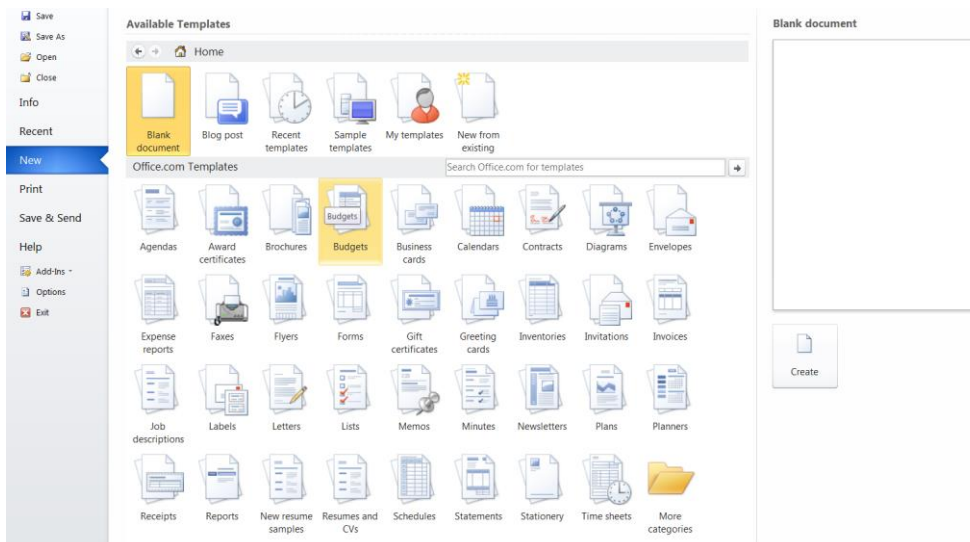 Save
Save As
Open
Close
Info
Recent
New
Print
Save & Send
Help
Add-Ins
Options
Exit
Available Templates
Home
Blank document
Blog post
Recent templates
Sample templates
My templates
New from existing
Office.com Templates
Search Office.com for templates
Agendas
Award certificates
Brochures
Budgets
Budgets
Business cards
Calendars
Contracts
Diagrams
Envelopes
Expense reports
Faxes
Flyers
Forms
Gift certificates
Greeting cards
Inventories
Invitations
Invoices
Job descriptions
Labels
Letters
Lists
Memos
Minutes
Newsletters
Plans
Planners
Receipts
Reports
New resume samples
Resumes and CVs
Schedules
Statements
Stationery
Time sheets
More categories
Blank document
Create